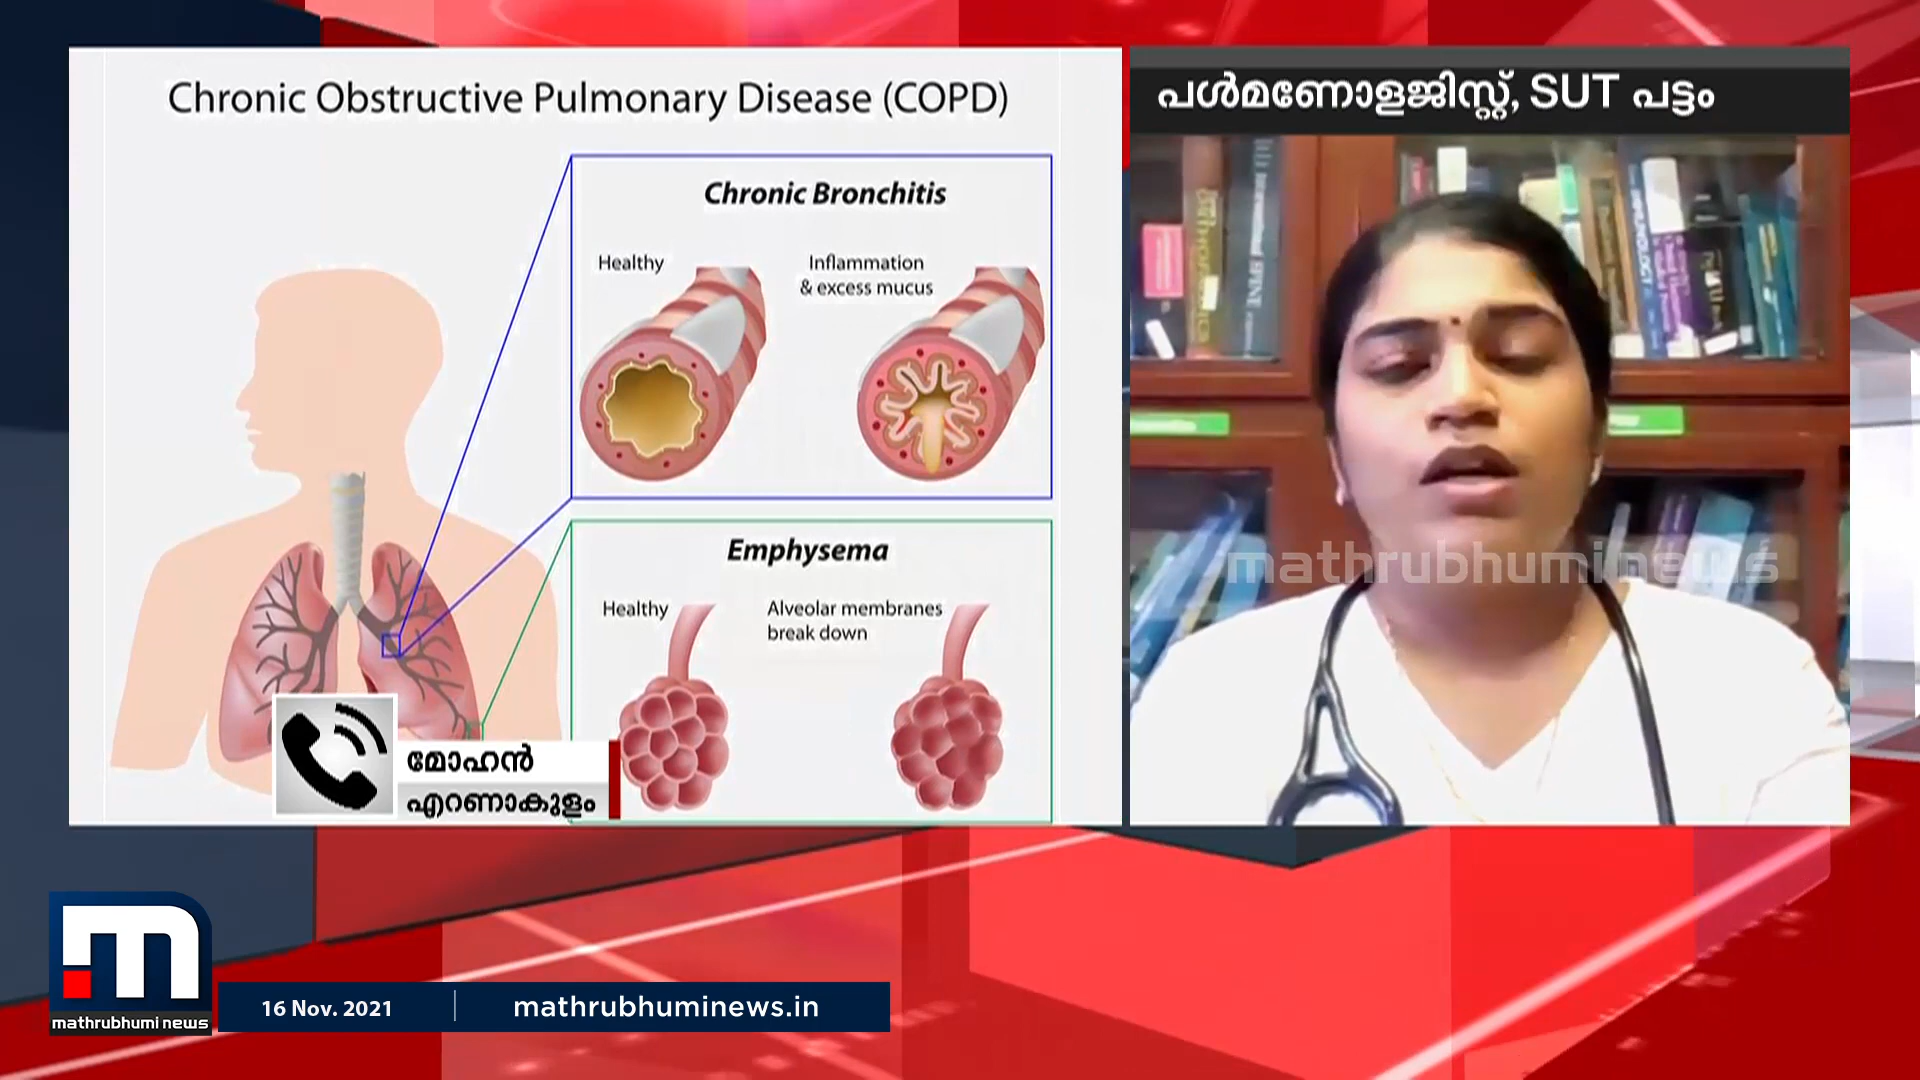 Chronic Obstructive Pulmonary Disease (COPD)
Chronic Bronchitis
Healthy
Inflammation
& excess mucus
Emphysema
Healthy
Alveolar membranes
break down
മോഹൻ
എറണാകുളം
പൾമണോളജിസ്റ്റ്, SUT പട്ടം
mathrubhuminews
mathrubhumi news
16 Nov. 2021
mathrubhuminews.in